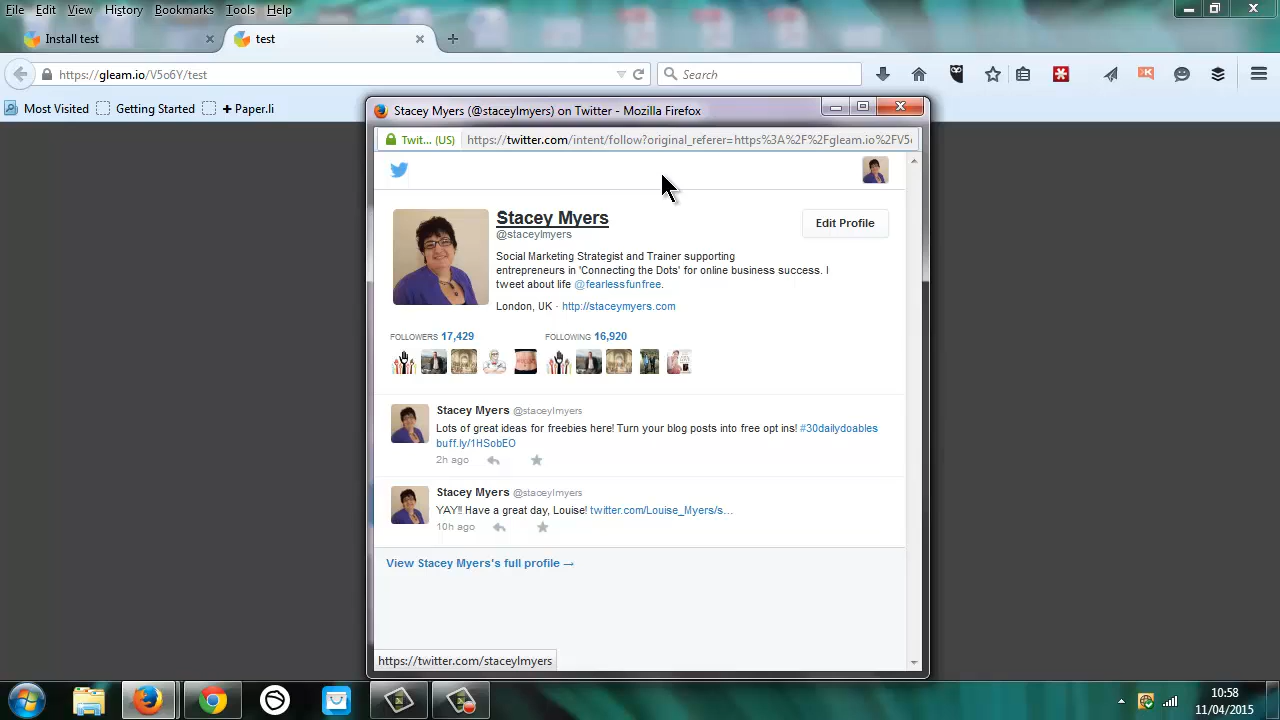 File Edit View History Bookmarks Tools Help
Install test
test
https://gleam.io/V5o6Y/test
Search
Most Visited
Getting Started
Paper.li
Stacey Myers (@staceylmyers) on Twitter - Mozilla Firefox
Twit... (US)
https://twitter.com/intent/follow?original_referer=https%3A%2F%2Fgleam.io%2FV5
Stacey Myers
@staceylmyers
Edit Profile
Social Marketing Strategist and Trainer supporting
entrepreneurs in 'Connecting the Dots' for online business success. I
tweet about life @fearlessfunfree.
London, UK · http://staceymyers.com
FOLLOWERS 17,429
FOLLOWING 16,920
Stacey Myers @staceylmyers
Lots of great ideas for freebies here! Turn your blog posts into free opt ins! #30dailydoables
buff.ly/1HSobEO
2h ago
Stacey Myers @staceylmyers
YAY!! Have a great day, Louise! twitter.com/Louise_Myers/s...
10h ago
View Stacey Myers's full profile →
https://twitter.com/staceylmyers
10:58
11/04/2015